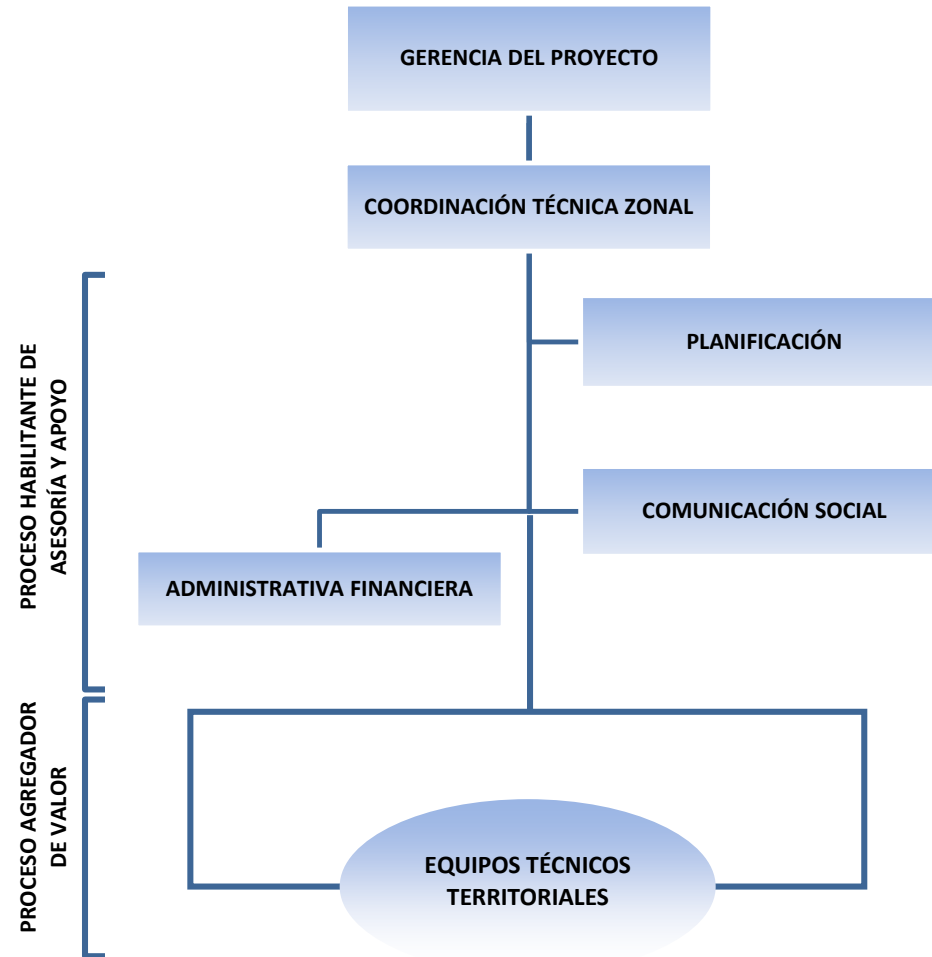 GERENCIA DEL PROYECTO
COORDINACIÓN TÉCNICA ZONAL
PROCESO HABILITANTE DE
ASESORÍA Y APOYO
PLANIFICACIÓN
COMUNICACIÓN SOCIAL
ADMINISTRATIVA FINANCIERA
PROCESO AGREGADOR
DE VALOR
EQUIPOS TÉCNICOS
TERRITORIALES